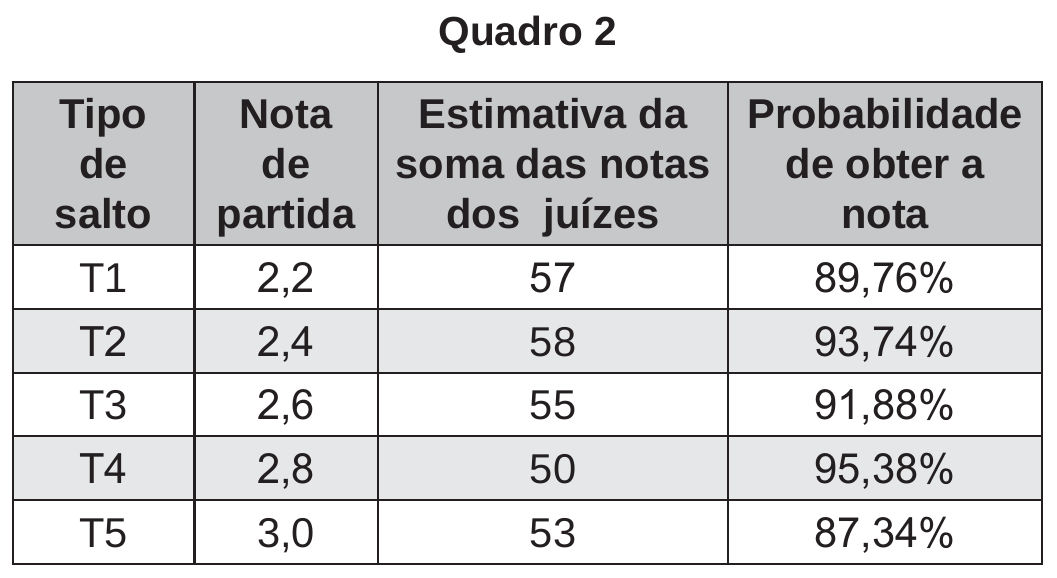 Quadro 2
Tipo de salto Nota de partida Estimativa da soma das notas dos juízes Probabilidade de obter a nota
T1 2,2 57 89,76%
T2 2,4 58 93,74%
T3 2,6 55 91,88%
T4 2,8 50 95,38%
T5 3,0 53 87,34%